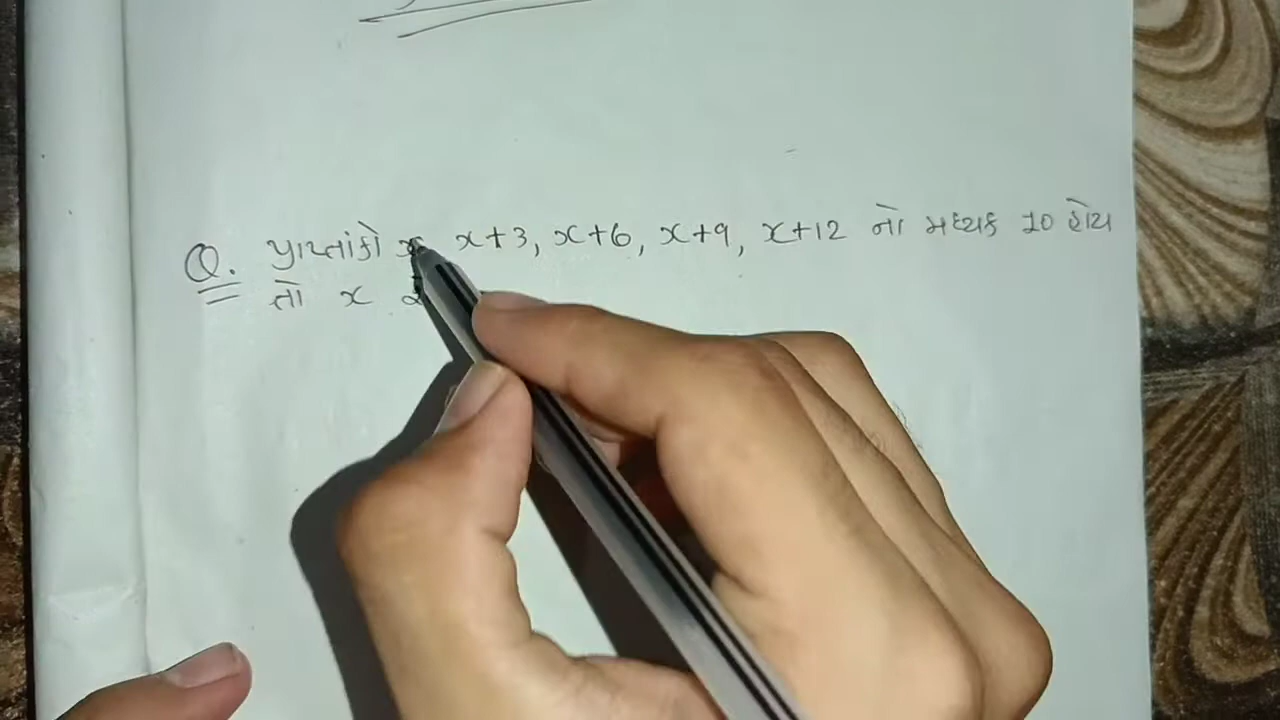 Q. પ્રાપ્તાંકો x, x+3, x+6, x+9, x+12 નો મધ્યક 10 હોય
તો x